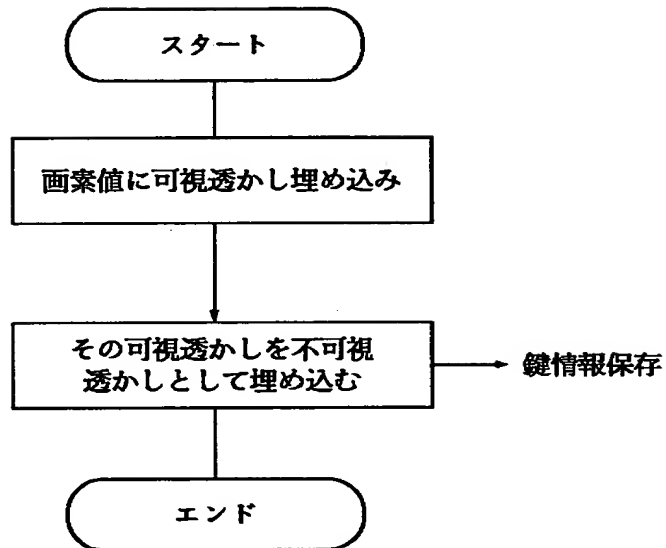 スタート
画素値に可視透かし埋め込み
その可視透かしを不可視
透かしとして埋め込む
鍵情報保存
エンド